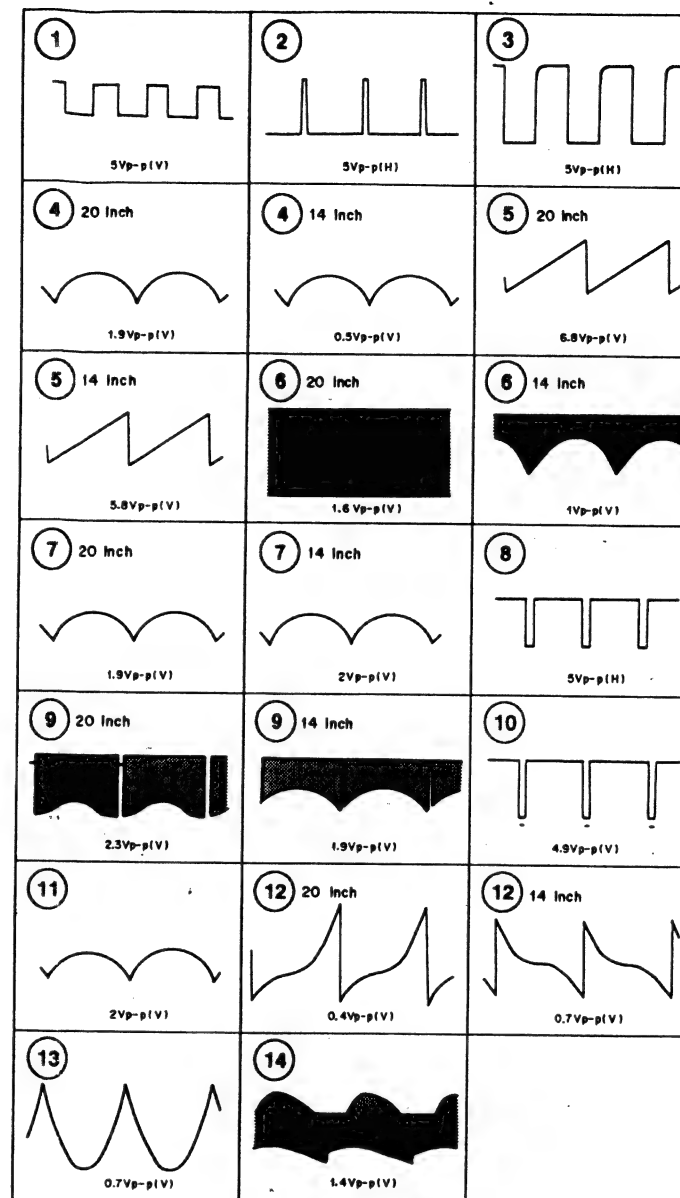 1
5Vp-p(V)
2
5Vp-p(H)
3
5Vp-p(H)
4 20 Inch
1.9Vp-p(V)
4 14 Inch
0.5Vp-p(V)
5 20 Inch
6.8Vp-p(V)
5 14 Inch
5.8Vp-p(V)
6 20 Inch
1.6Vp-p(V)
6 14 Inch
1Vp-p(V)
7 20 Inch
1.9Vp-p(V)
7 14 Inch
2Vp-p(V)
8
5Vp-p(H)
9 20 Inch
2.3Vp-p(V)
9 14 Inch
1.9Vp-p(V)
10
4.9Vp-p(V)
11
2Vp-p(V)
12 20 Inch
0.4Vp-p(V)
12 14 Inch
0.7Vp-p(V)
13
0.7Vp-p(V)
14
1.4Vp-p(V)